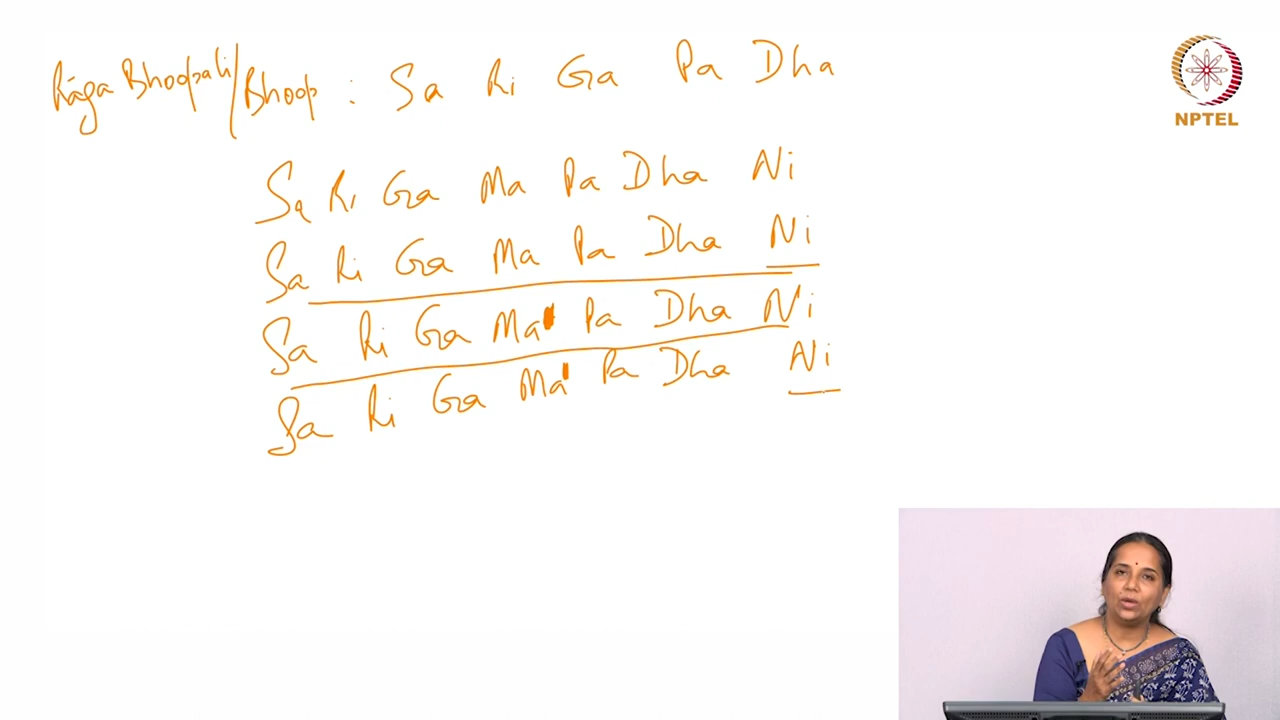 Rāga Bhoopali/Bhoop : Sa Ri Ga Pa Dha
Sa Ri Ga Ma Pa Dha Ni
Sa Ri Ga Ma Pa Dha Ni
Sa Ri Ga Ma' Pa Dha Ni
Sa Ri Ga Ma' Pa Dha Ni
NPTEL